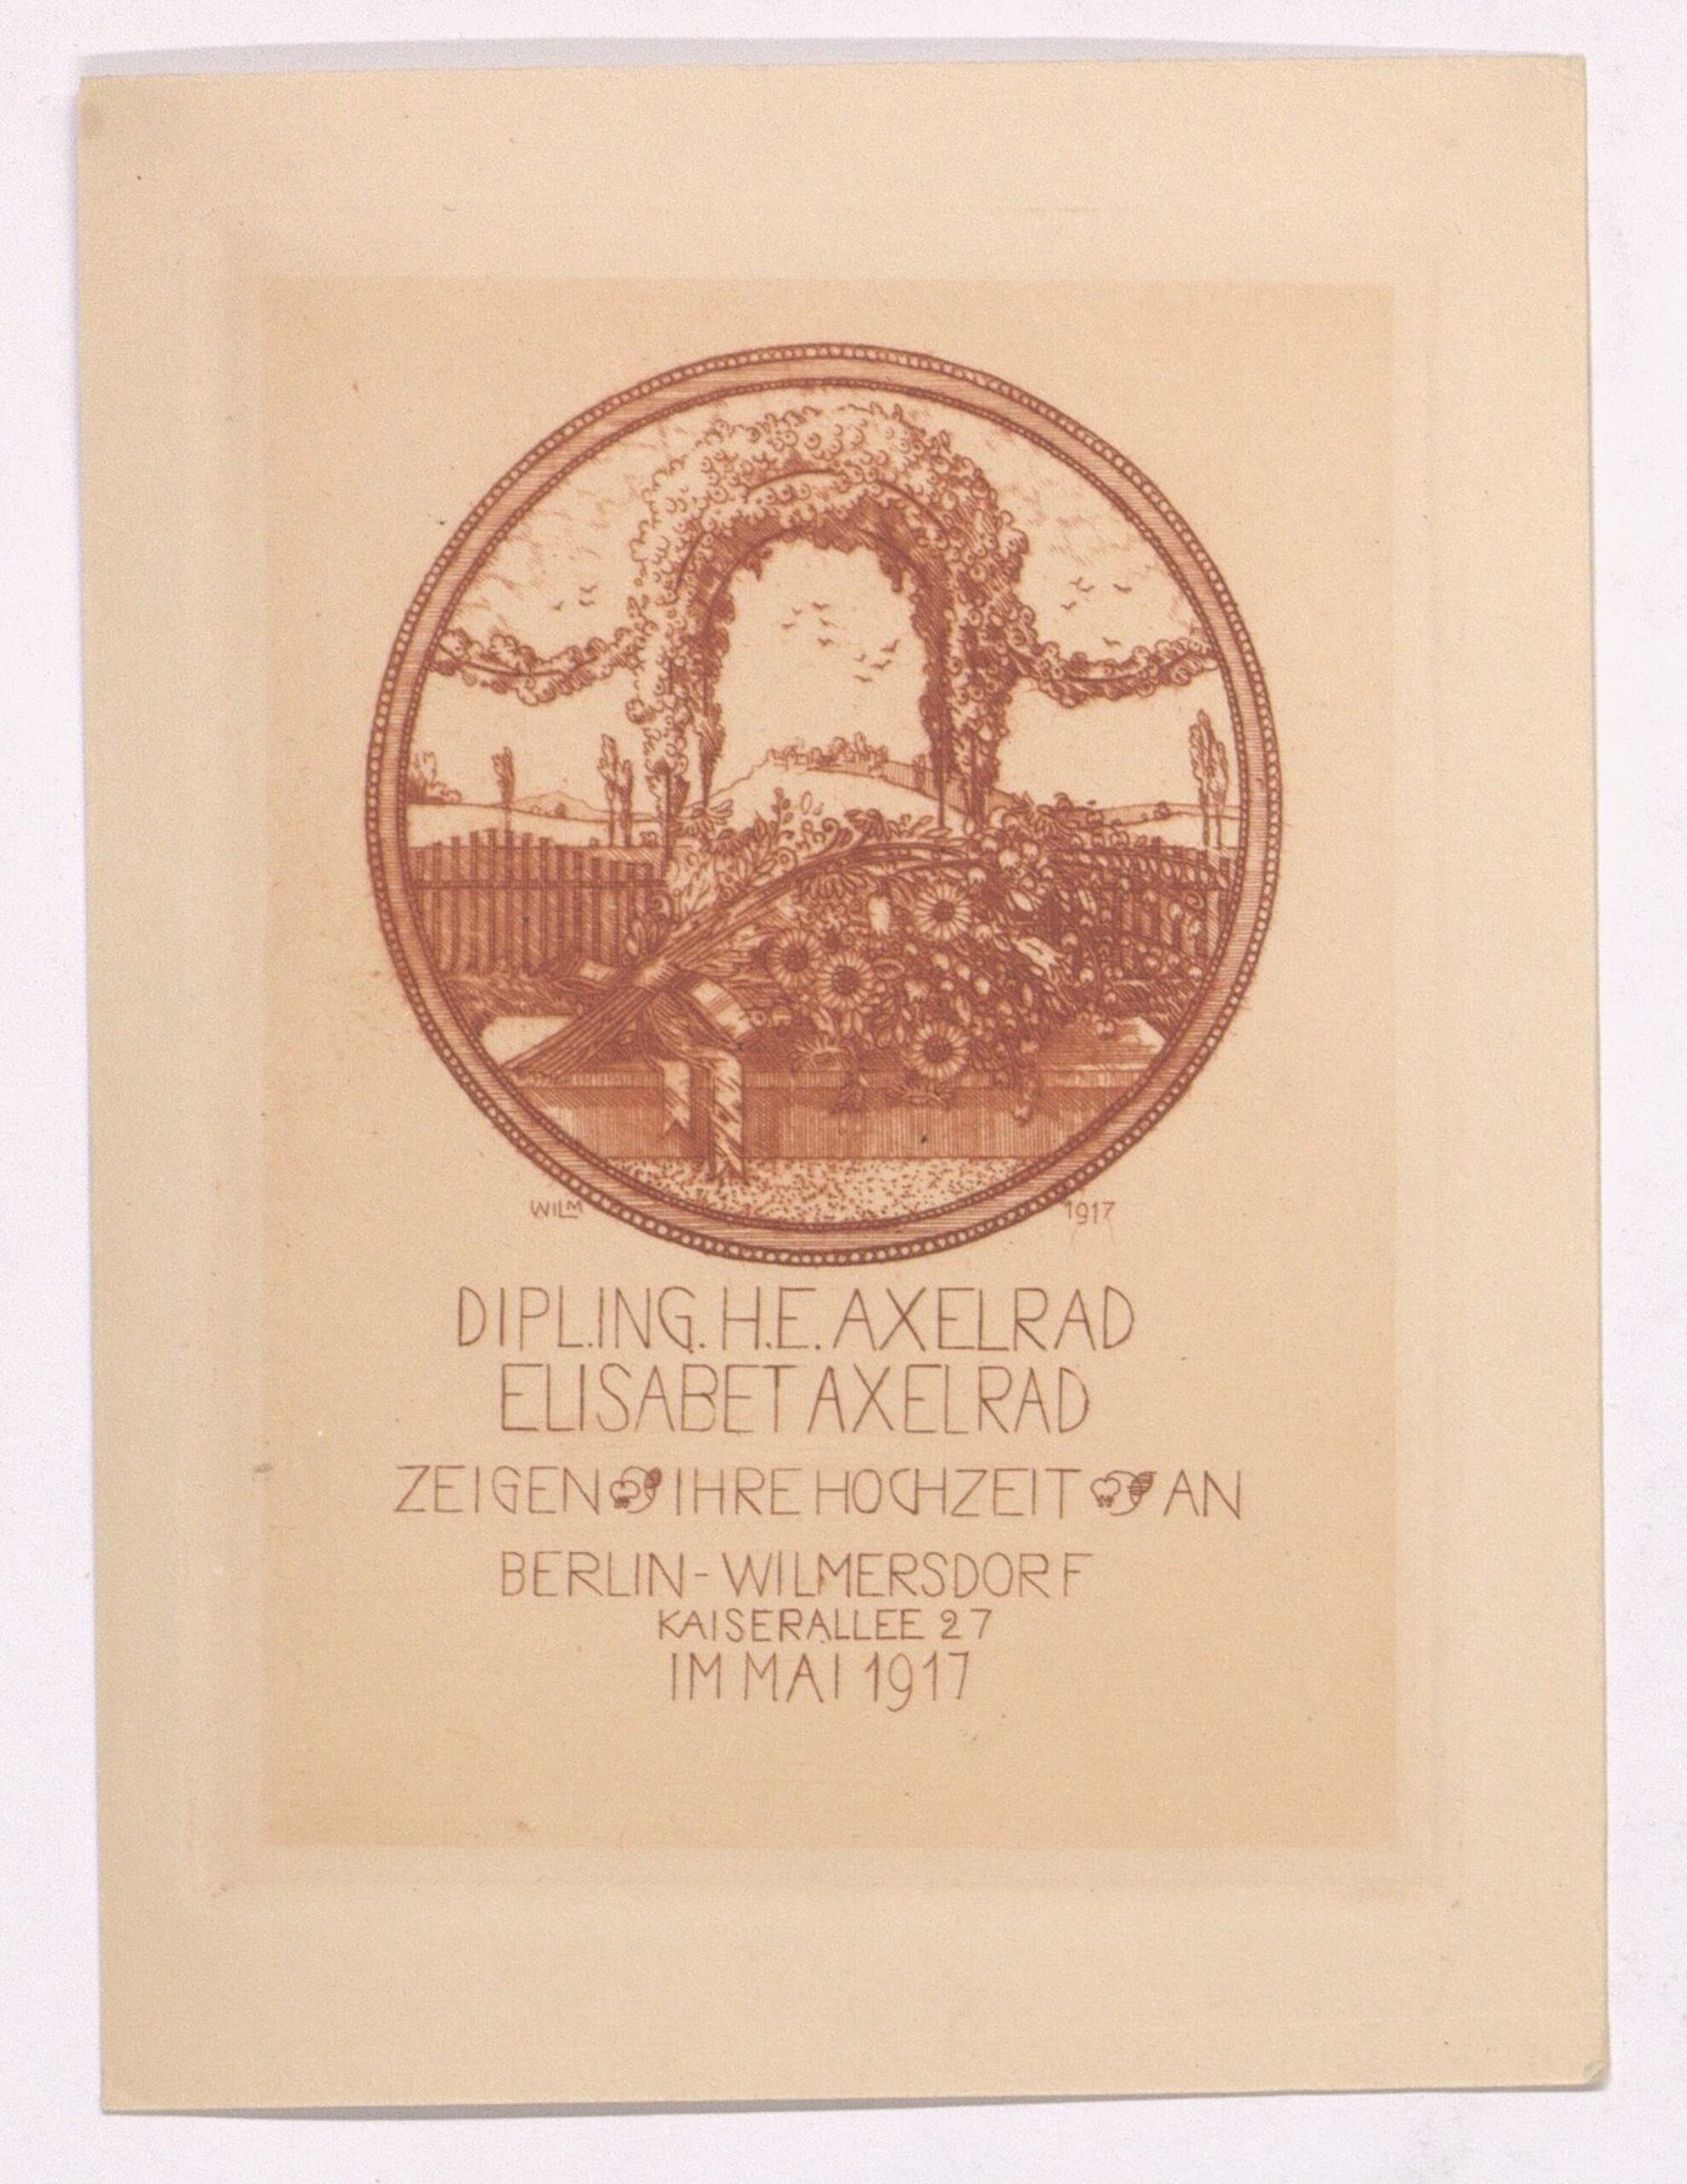 WILM 1917
DIPL.ING. H.E. AXELRAD
ELISABET AXELRAD
ZEIGEN IHRE HOCHZEIT AN
BERLIN-WILMERSDORF
KAISERALLEE 27
IM MAI 1917